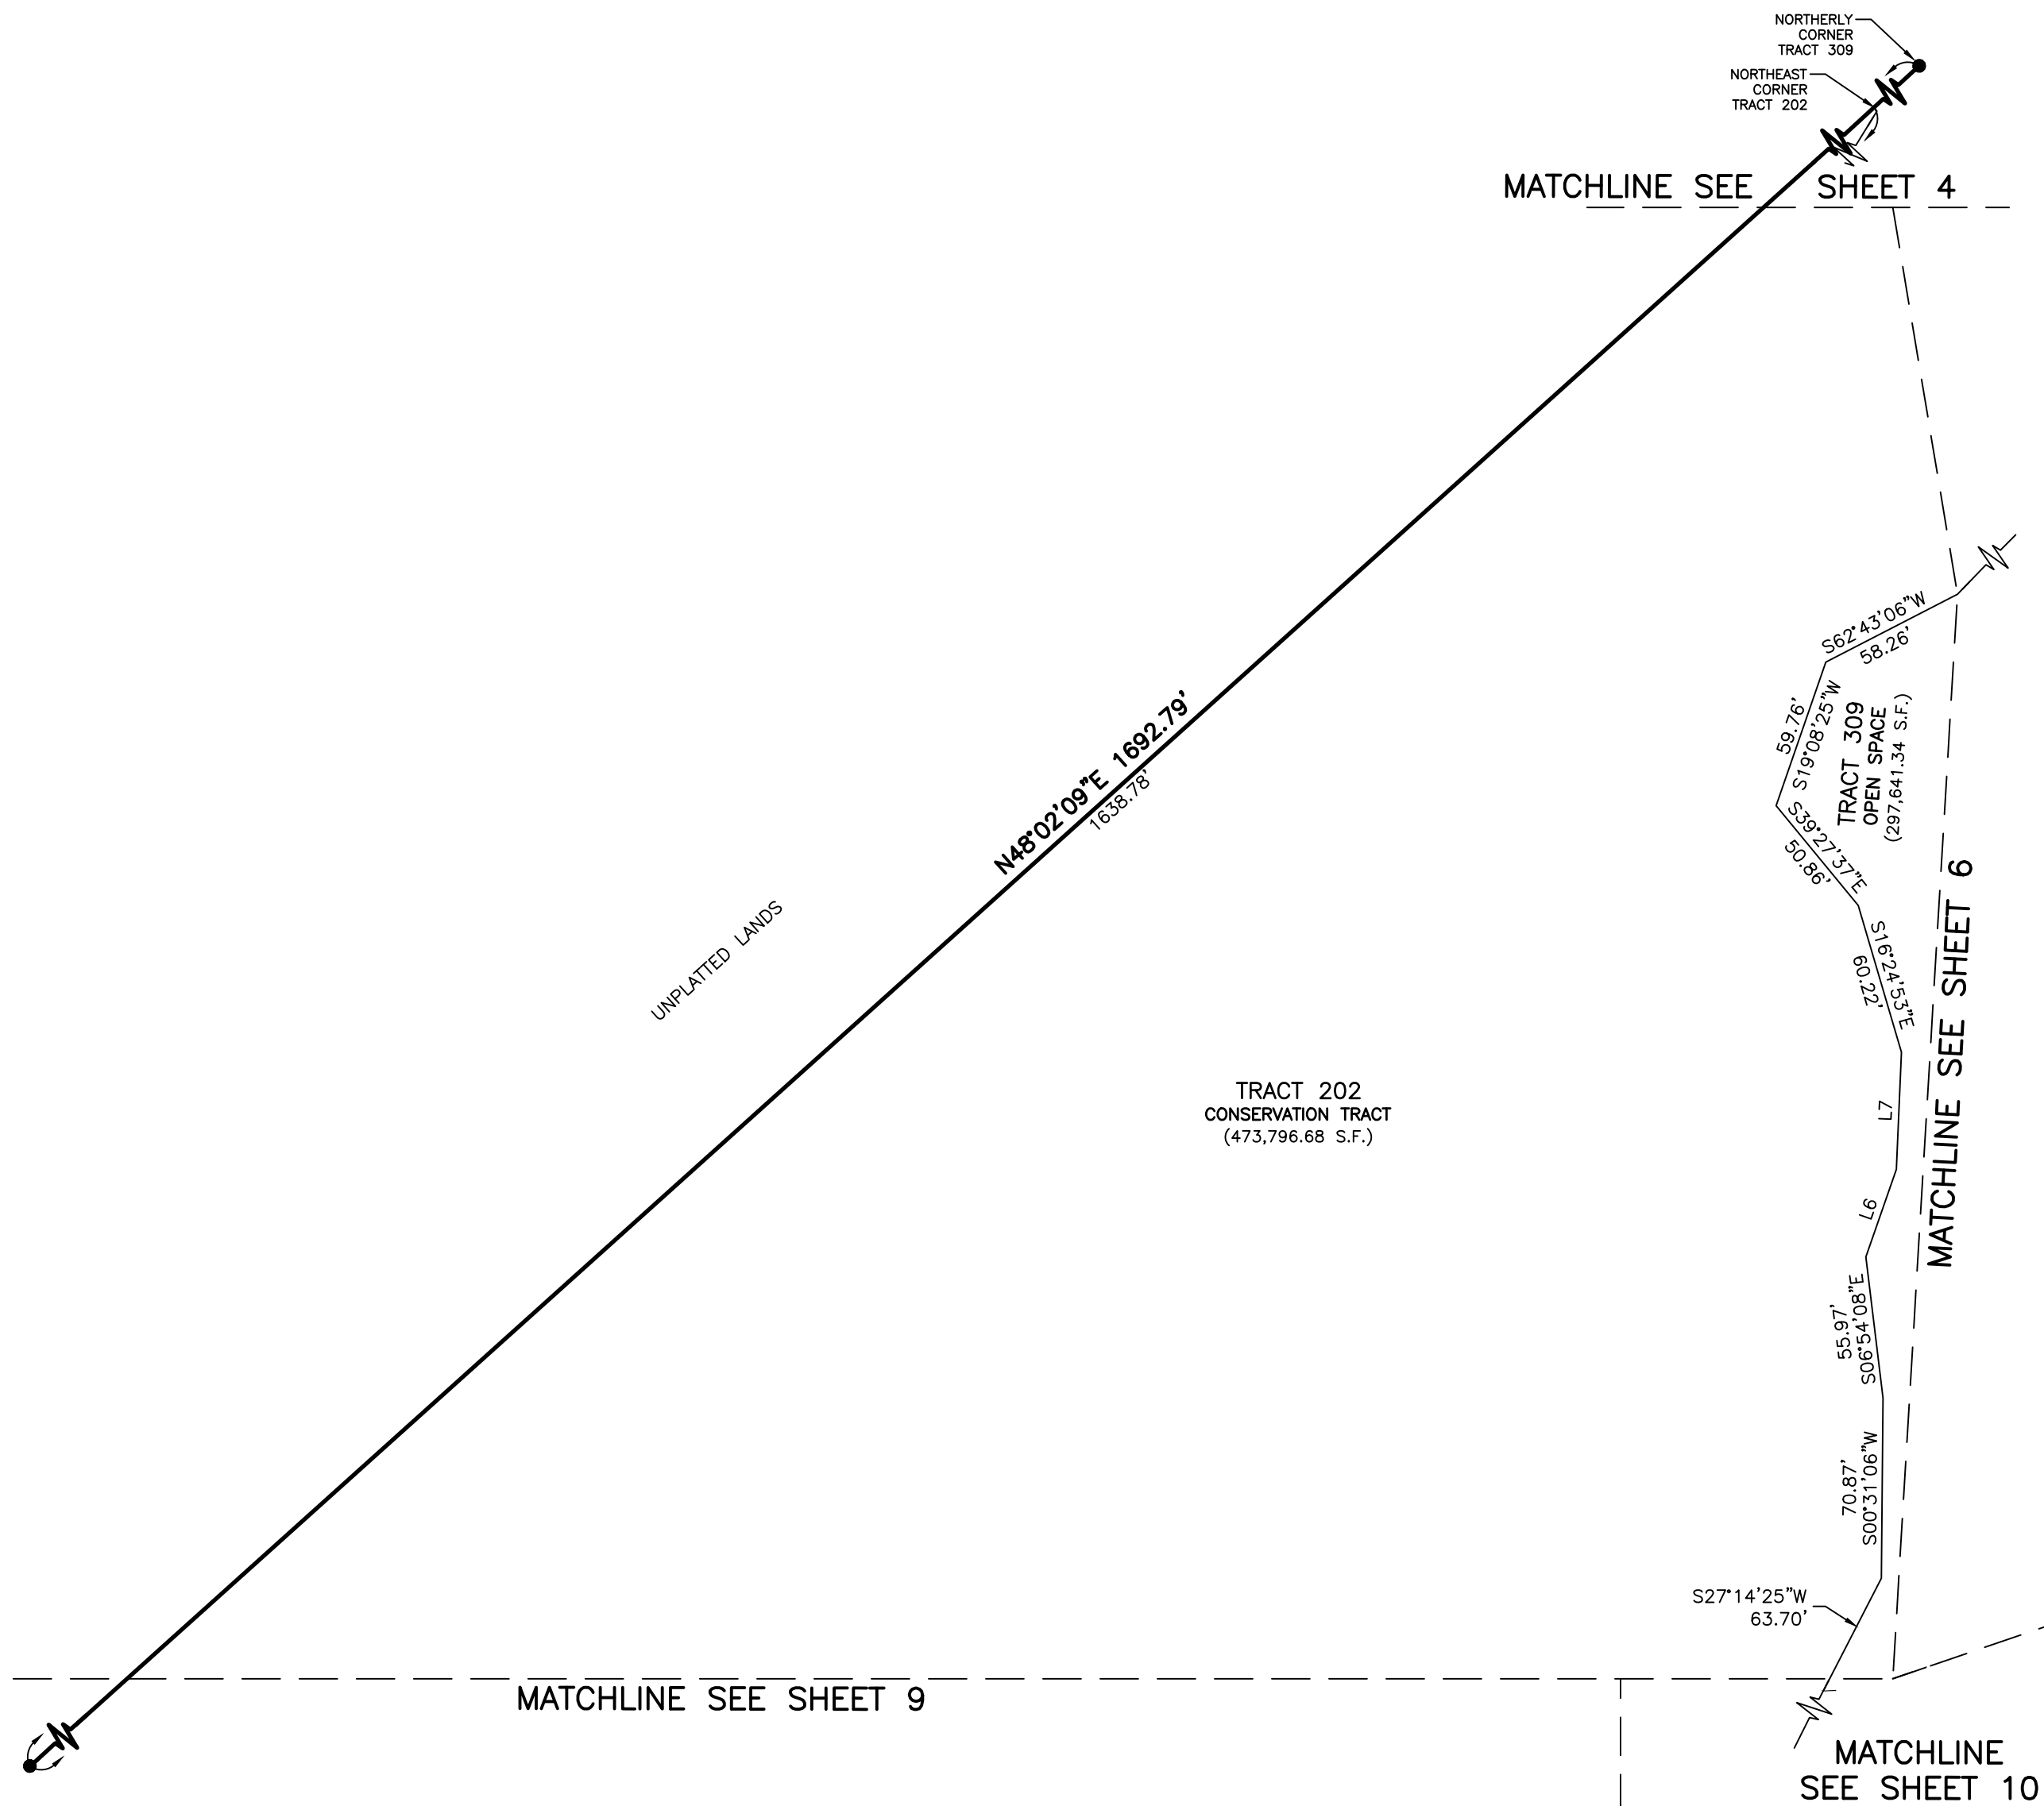 NORTHERLY
CORNER
TRACT 309
NORTHEAST
CORNER
TRACT 202
MATCHLINE SEE SHEET 4
S62°43'06"W
58.26'
59.76'
S19°08'25"W
TRACT 309
OPEN SPACE
(297,641.34 S.F.)
N48°02'09"E 1692.79'
1638.78'
S39°27'37"E
50.86'
UNPLATTED LANDS
S16°24'53"E
60.22'
MATCHLINE SEE SHEET 6
TRACT 202
CONSERVATION TRACT
(473,796.68 S.F.)
L7
L6
55.97'
S06°54'08"E
70.87'
S00°31'06"W
S27°14'25"W
63.70'
MATCHLINE SEE SHEET 9
MATCHLINE
SEE SHEET 10